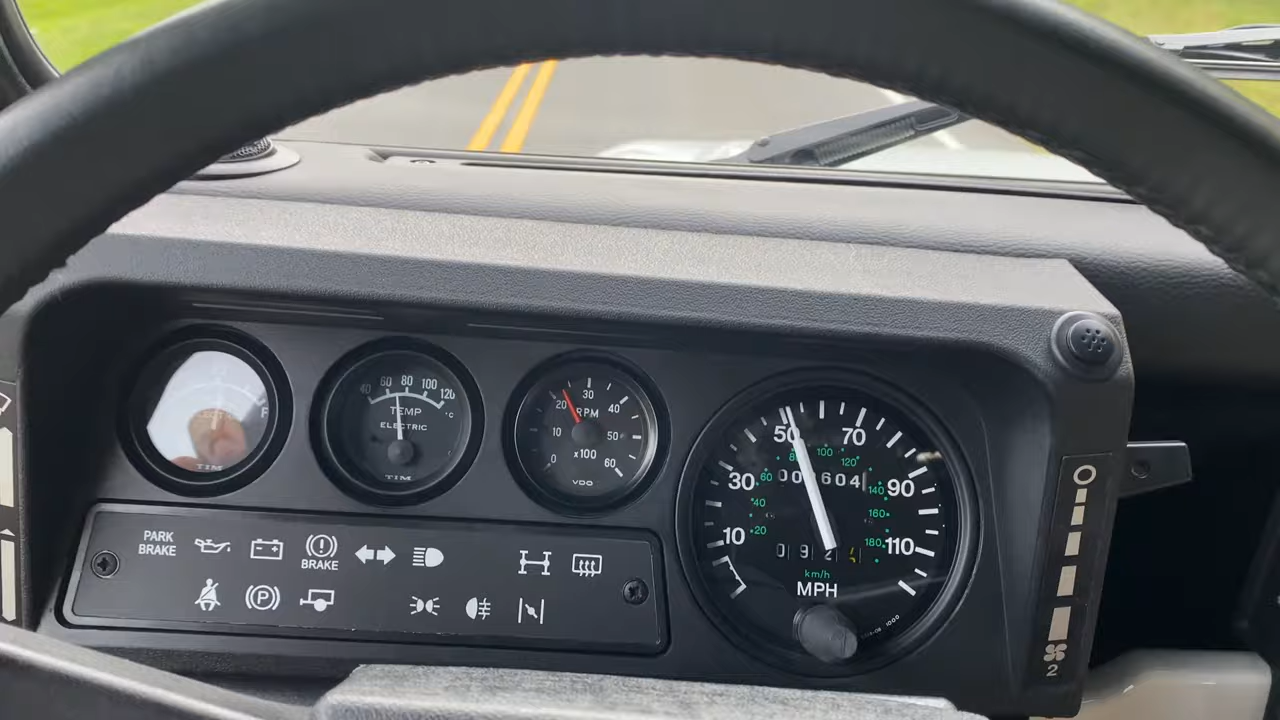 F
TIM
40 60 80 100 120
°C
TEMP
ELECTRIC
TIM
0 10 20 30 40 50 60
RPM
x100
VDO
10 30 50 70 90 110
20 40 60 80 100 120 140 160 180
km/h
MPH
PARK
BRAKE
BRAKE
P
2